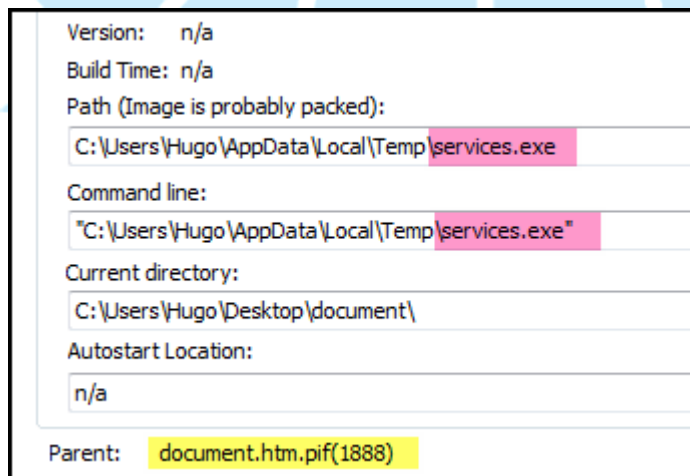 Version: n/a
Build Time: n/a
Path (Image is probably packed):
C:\Users\Hugo\AppData\Local\Temp\services.exe
Command line:
"C:\Users\Hugo\AppData\Local\Temp\services.exe"
Current directory:
C:\Users\Hugo\Desktop\document\
Autostart Location:
n/a
Parent: document.htm.pif(1888)